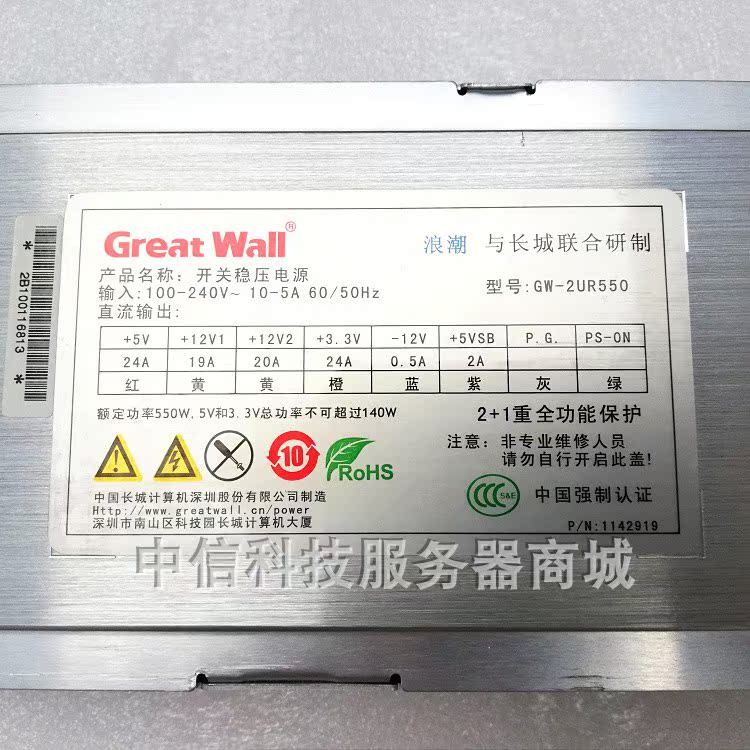 Great Wall®
浪潮 与长城联合研制
产品名称: 开关稳压电源
型号: GW-2UR550
输入: 100-240V~ 10-5A 60/50Hz
直流输出:
+5V +12V1 +12V2 +3.3V -12V +5VSB P.G. PS-ON
24A 19A 20A 24A 0.5A 2A
红 黄 黄 橙 蓝 紫 灰 绿
额定功率550W, 5V和3.3V总功率不可超过140W
2+1重全功能保护
注意: 非专业维修人员
请勿自行开启此盖!
10
RoHS
中国长城计算机深圳股份有限公司制造
Http://www.greatwall.cn/power
深圳市南山区科技园长城计算机大厦
CCC S&E
中国强制认证
P/N:1142919
* 2B100116813 *
中信科技服务器商城